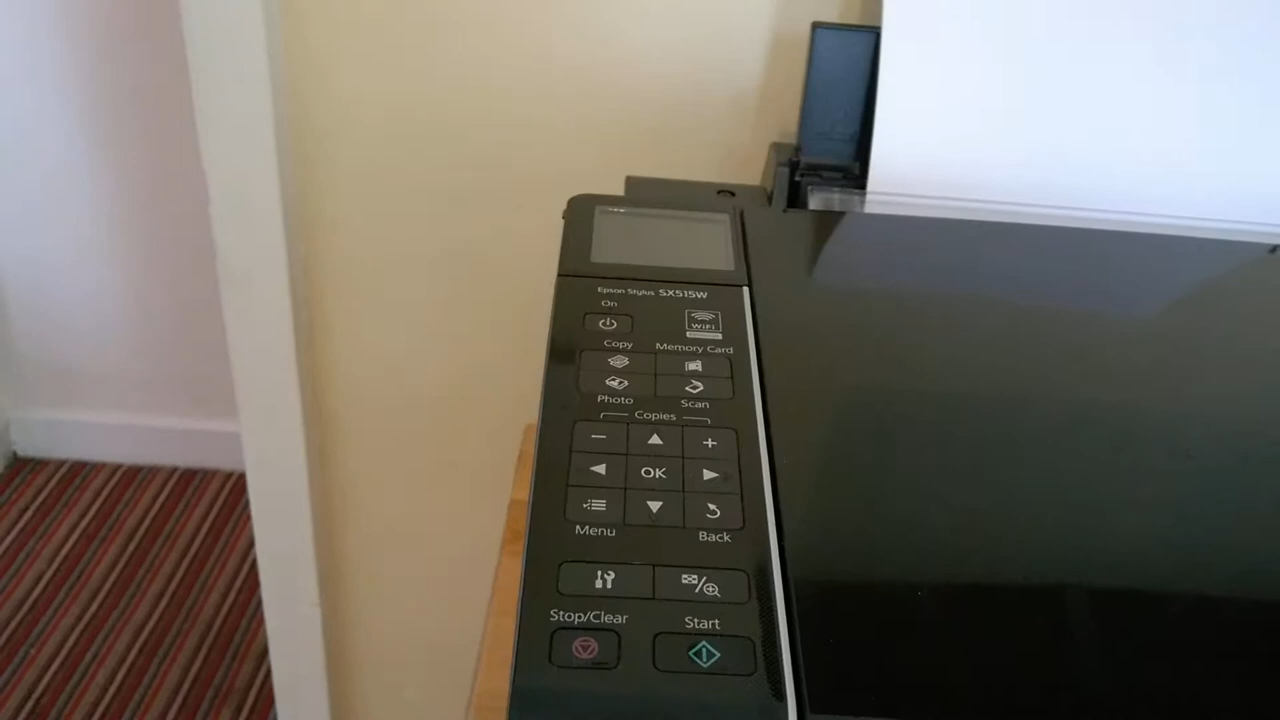 Epson Stylus SX515W
On
WiFi
Copy Memory Card
Photo Scan
Copies
− +
OK
Menu Back
Stop/Clear Start